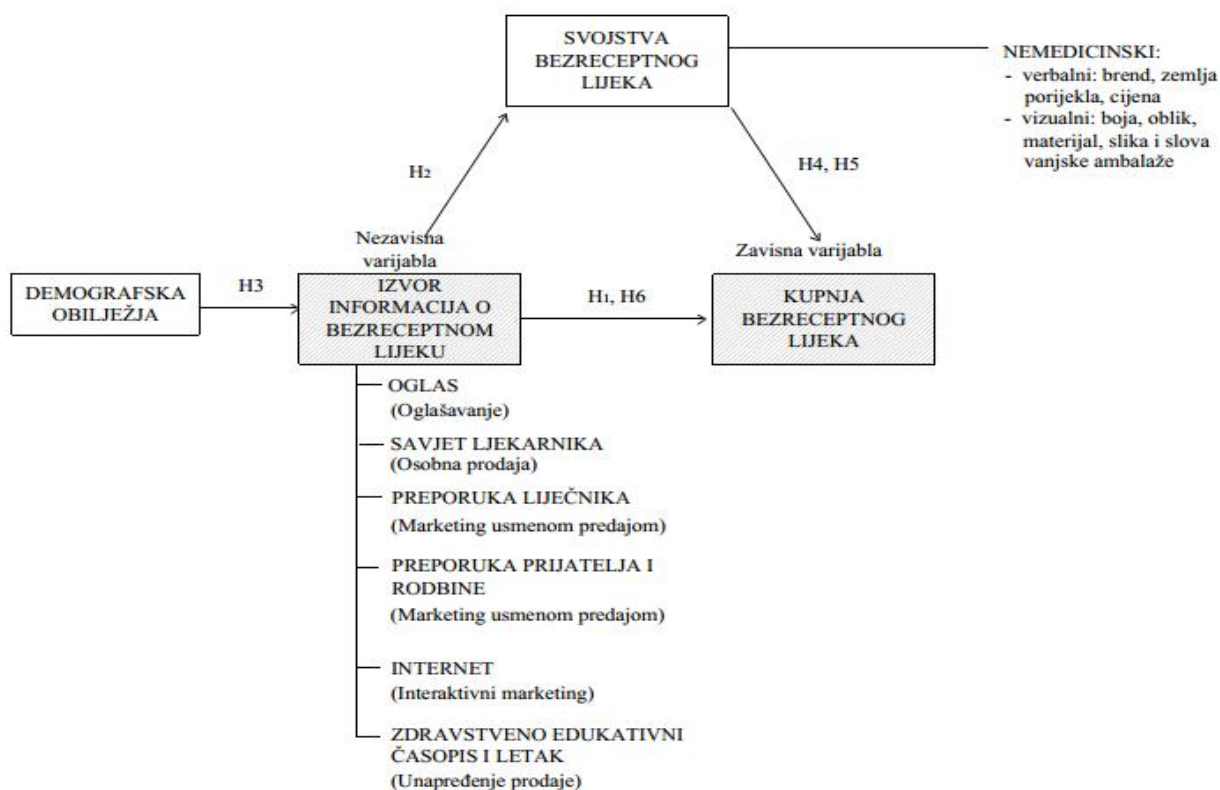 SVOJSTVA
BEZRECEPTNOG
LIJEKA
NEMEDICINSKI:
- verbalni: brend, zemlja
porijekla, cijena
- vizualni: boja, oblik,
materijal, slika i slova
vanjske ambalaže
H2
H4, H5
Nezavisna
varijabla
Zavisna varijabla
DEMOGRAFSKA
OBILJEŽJA
H3
IZVOR
INFORMACIJA O
BEZRECEPTNOM
LIJEKU
H1, H6
KUPNJA
BEZRECEPTNOG
LIJEKA
OGLAS
(Oglašavanje)
SAVJET LJEKARNIKA
(Osobna prodaja)
PREPORUKA LIJEČNIKA
(Marketing usmenom predajom)
PREPORUKA PRIJATELJA I
RODBINE
(Marketing usmenom predajom)
INTERNET
(Interaktivni marketing)
ZDRAVSTVENO EDUKATIVNI
ČASOPIS I LETAK
(Unapređenje prodaje)